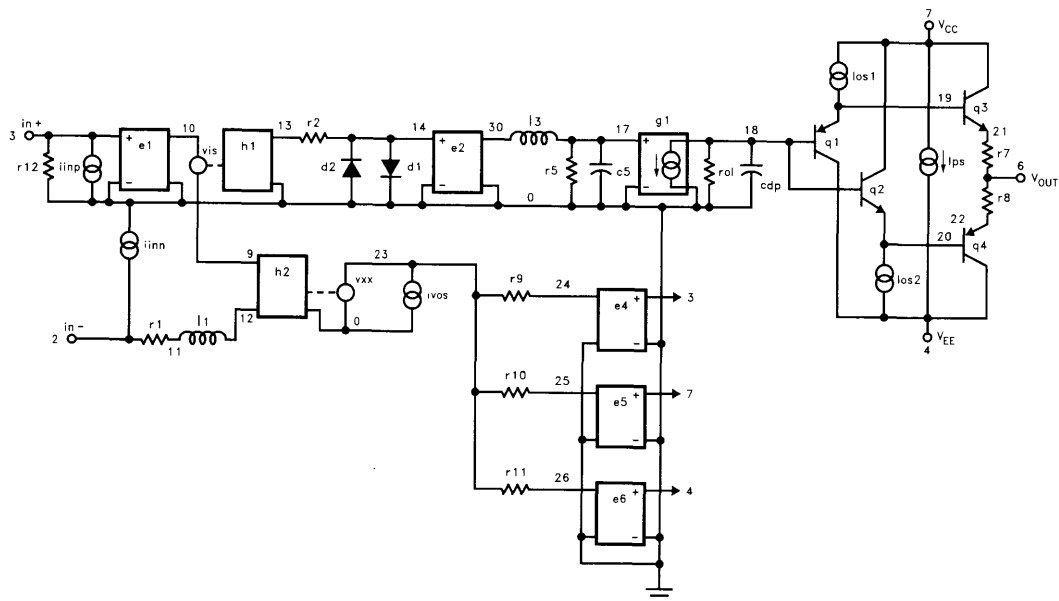 7
VCC
Ios1
19
q3
in+
3
10
e1
vis
h1
13
r2
14
30
l3
17
g1
18
q1
21
r7
r12
iinp
d2
d1
e2
r5
c5
rol
cdp
q2
Ips
6
VOUT
r8
0
22
iinn
9
h2
23
20
q4
vxx
ivos
r9
24
e4
3
Ios2
12
0
in-
2
r1
l1
11
VEE
4
r10
25
e5
7
r11
26
e6
4